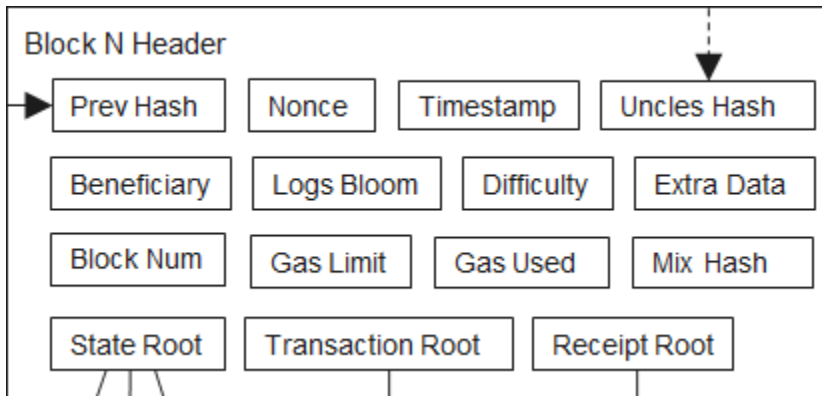 Block N Header
Prev Hash
Nonce
Timestamp
Uncles Hash
Beneficiary
Logs Bloom
Difficulty
Extra Data
Block Num
Gas Limit
Gas Used
Mix Hash
State Root
Transaction Root
Receipt Root